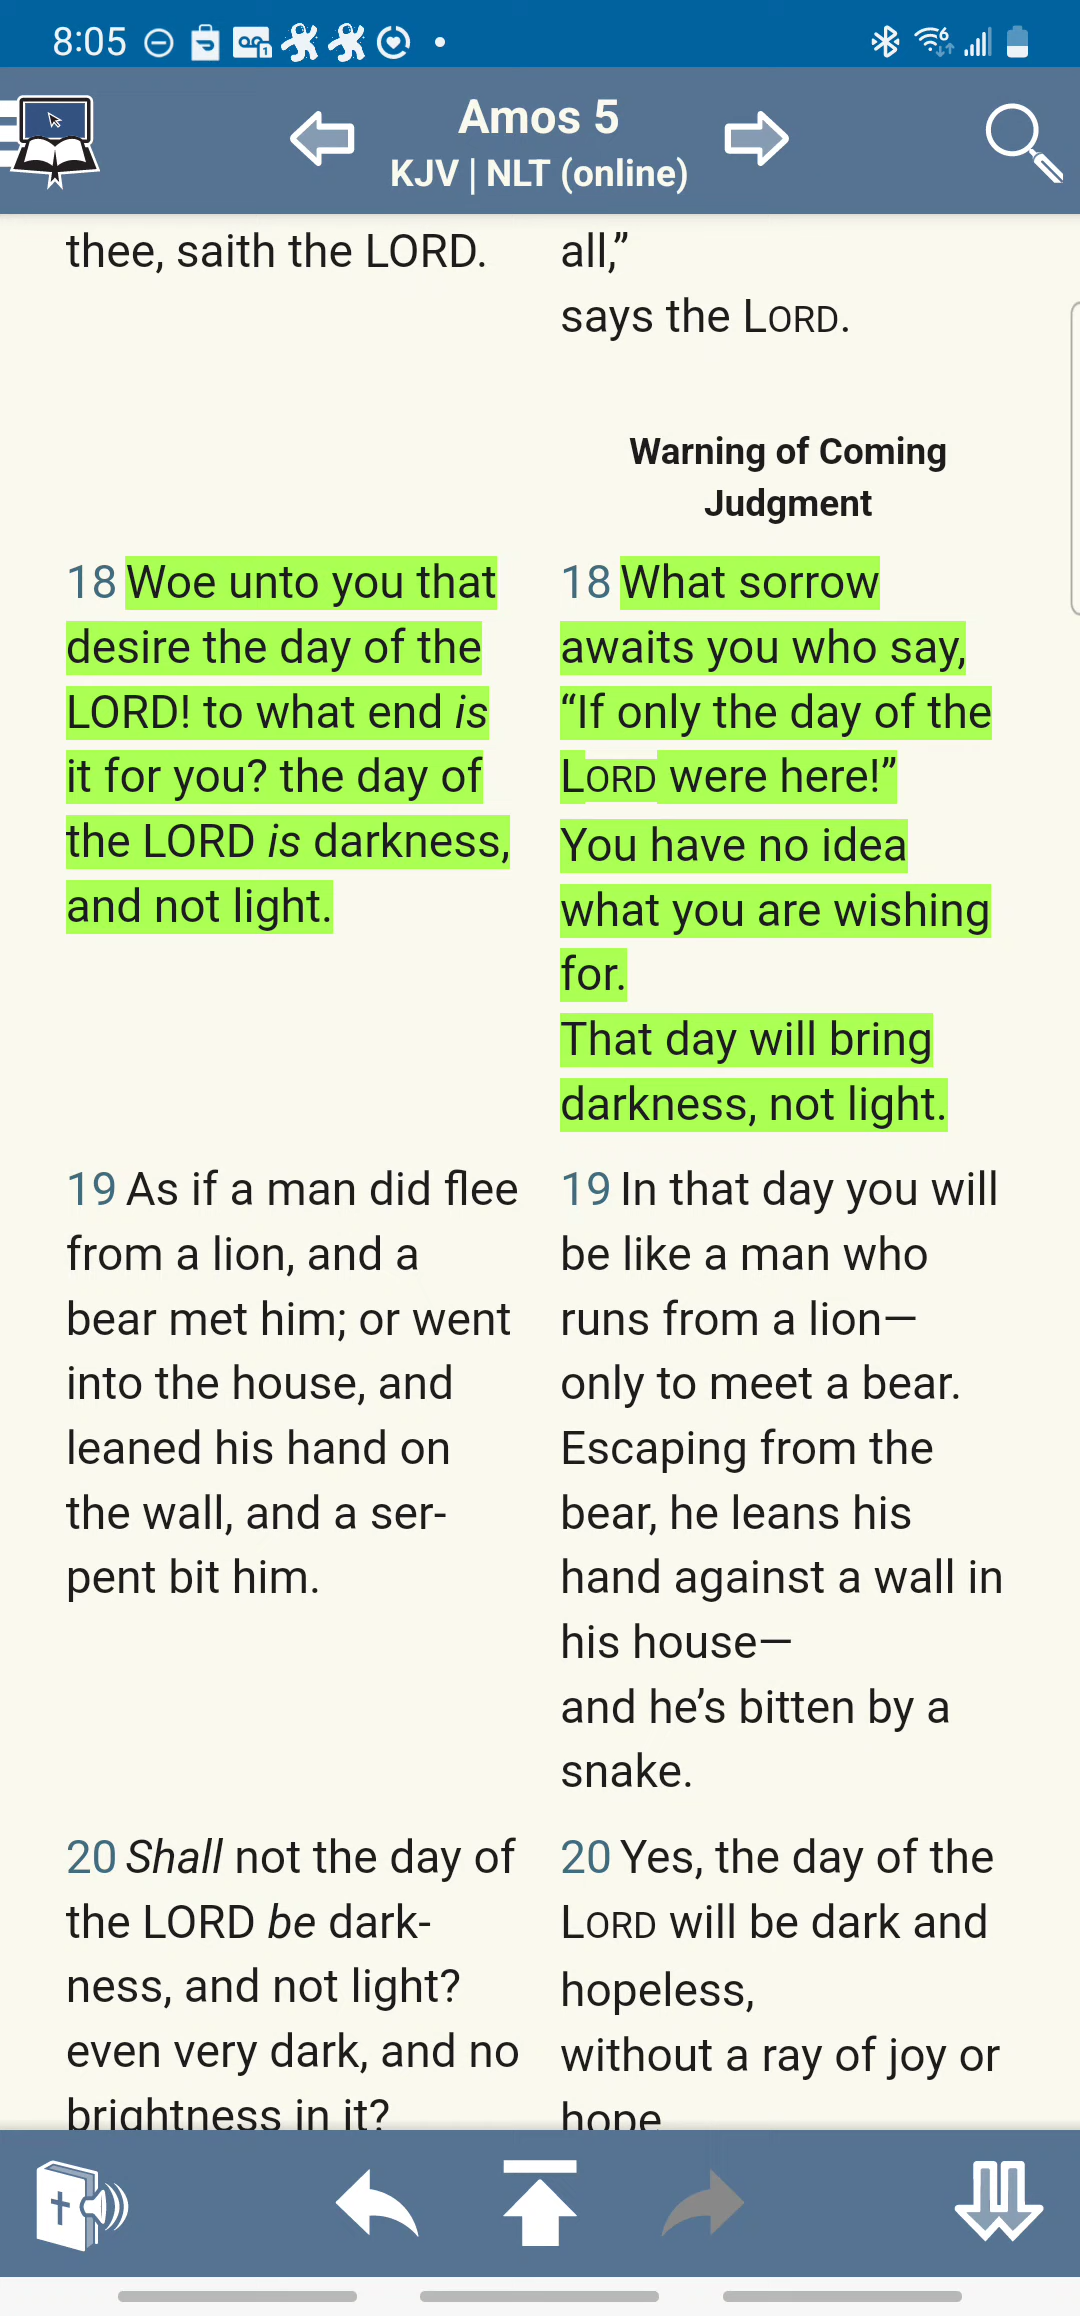 8:05
Amos 5
KJV | NLT (online)
thee, saith the LORD.
all,”
says the LORD.
Warning of Coming
Judgment
18 Woe unto you that
desire the day of the
LORD! to what end is
it for you? the day of
the LORD is darkness,
and not light.
18 What sorrow
awaits you who say,
“If only the day of the
LORD were here!”
You have no idea
what you are wishing
for.
That day will bring
darkness, not light.
19 As if a man did flee
from a lion, and a
bear met him; or went
into the house, and
leaned his hand on
the wall, and a ser-
pent bit him.
19 In that day you will
be like a man who
runs from a lion—
only to meet a bear.
Escaping from the
bear, he leans his
hand against a wall in
his house—
and he’s bitten by a
snake.
20 Shall not the day of
the LORD be dark-
ness, and not light?
even very dark, and no
brightness in it?
20 Yes, the day of the
LORD will be dark and
hopeless,
without a ray of joy or
hope